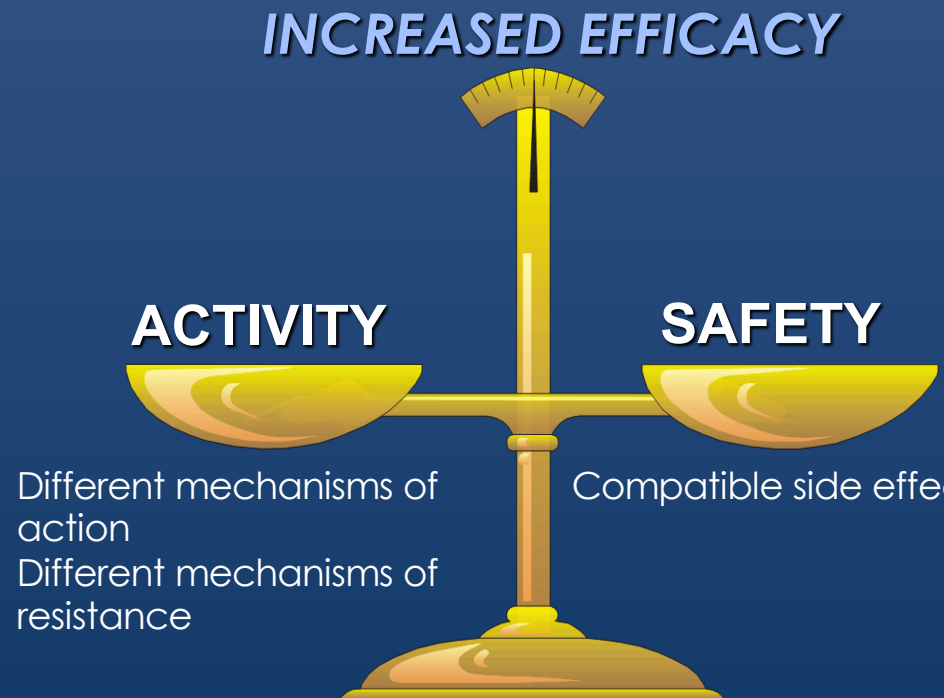 INCREASED EFFICACY
ACTIVITY
SAFETY
Different mechanisms of
action
Different mechanisms of
resistance
Compatible side